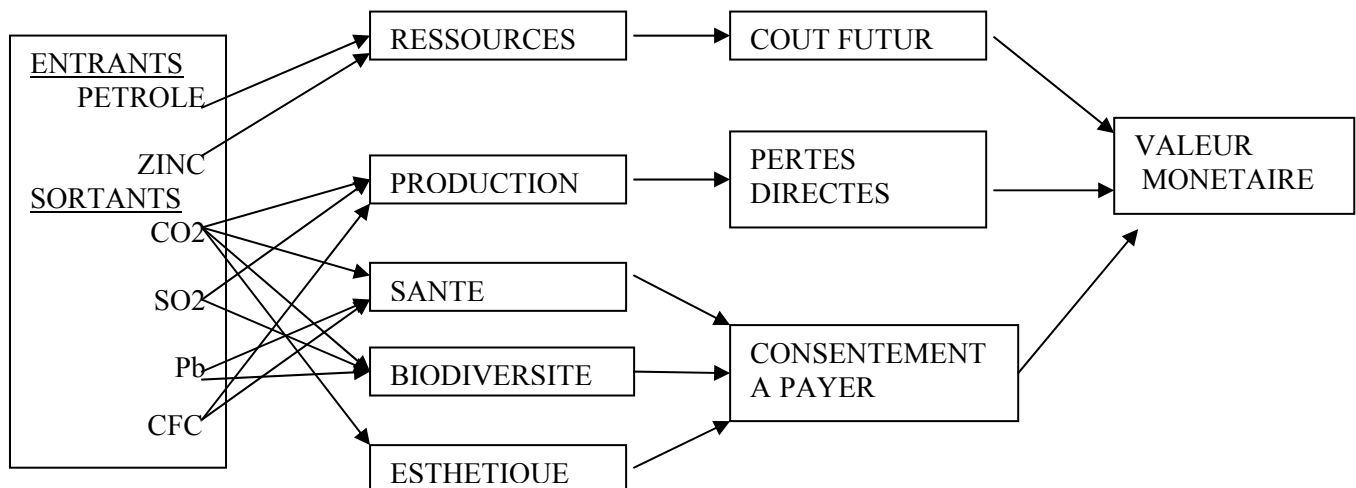 ENTRANTS
PETROLE
ZINC
SORTANTS
CO2
SO2
Pb
CFC
RESSOURCES
PRODUCTION
SANTE
BIODIVERSITE
ESTHETIQUE
COUT FUTUR
PERTES
DIRECTES
CONSENTEMENT
A PAYER
VALEUR
MONETAIRE